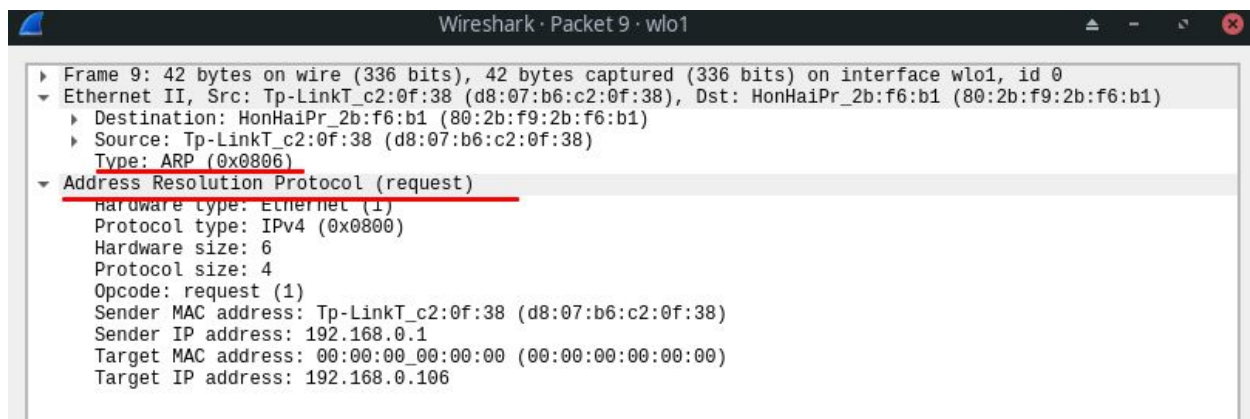 Wireshark · Packet 9 · wlo1
Frame 9: 42 bytes on wire (336 bits), 42 bytes captured (336 bits) on interface wlo1, id 0
Ethernet II, Src: Tp-LinkT_c2:0f:38 (d8:07:b6:c2:0f:38), Dst: HonHaiPr_2b:f6:b1 (80:2b:f9:2b:f6:b1)
Destination: HonHaiPr_2b:f6:b1 (80:2b:f9:2b:f6:b1)
Source: Tp-LinkT_c2:0f:38 (d8:07:b6:c2:0f:38)
Type: ARP (0x0806)
Address Resolution Protocol (request)
Hardware type: Ethernet (1)
Protocol type: IPv4 (0x0800)
Hardware size: 6
Protocol size: 4
Opcode: request (1)
Sender MAC address: Tp-LinkT_c2:0f:38 (d8:07:b6:c2:0f:38)
Sender IP address: 192.168.0.1
Target MAC address: 00:00:00_00:00:00 (00:00:00:00:00:00)
Target IP address: 192.168.0.106